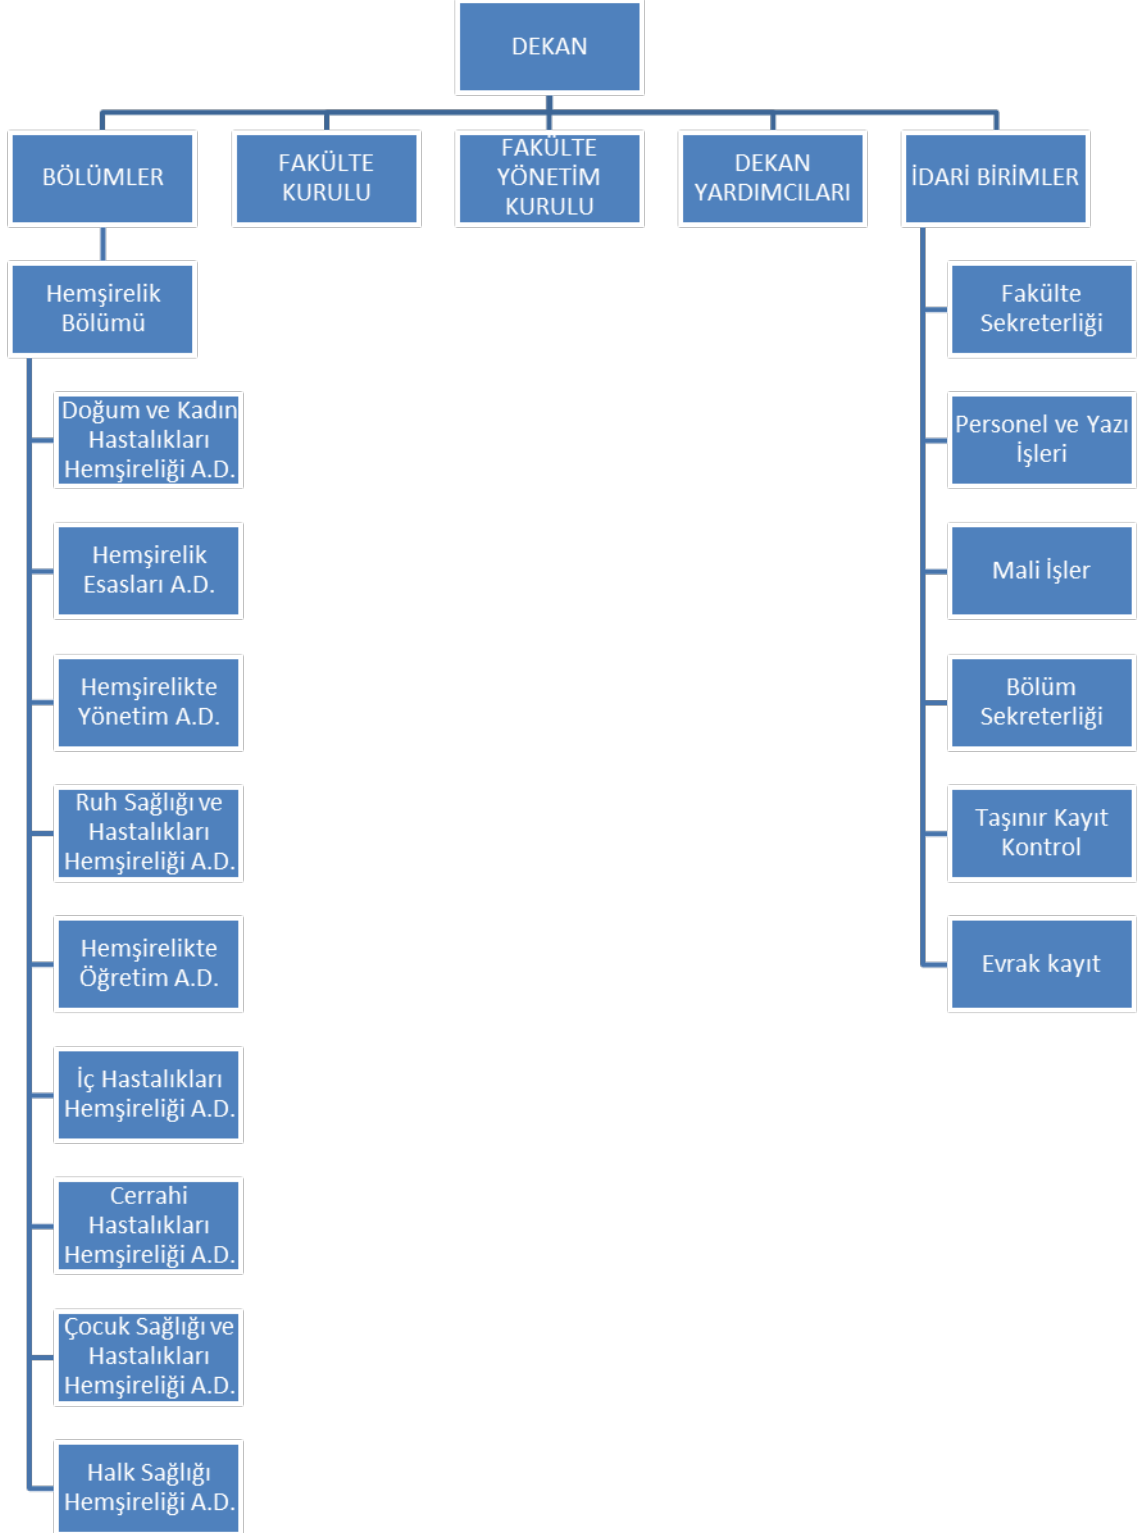 DEKAN
BÖLÜMLER
FAKÜLTE
KURULU
FAKÜLTE
YÖNETİM
KURULU
DEKAN
YARDIMCILARI
İDARİ BİRİMLER
Hemşirelik
Bölümü
Doğum ve Kadın
Hastalıkları
Hemşireliği A.D.
Hemşirelik
Esasları A.D.
Hemşirelikte
Yönetim A.D.
Ruh Sağlığı ve
Hastalıkları
Hemşireliği A.D.
Hemşirelikte
Öğretim A.D.
İç Hastalıkları
Hemşireliği A.D.
Cerrahi
Hastalıkları
Hemşireliği A.D.
Çocuk Sağlığı ve
Hastalıkları
Hemşireliği A.D.
Halk Sağlığı
Hemşireliği A.D.
Fakülte
Sekreterliği
Personel ve Yazı
İşleri
Mali İşler
Bölüm
Sekreterliği
Taşınır Kayıt
Kontrol
Evrak kayıt